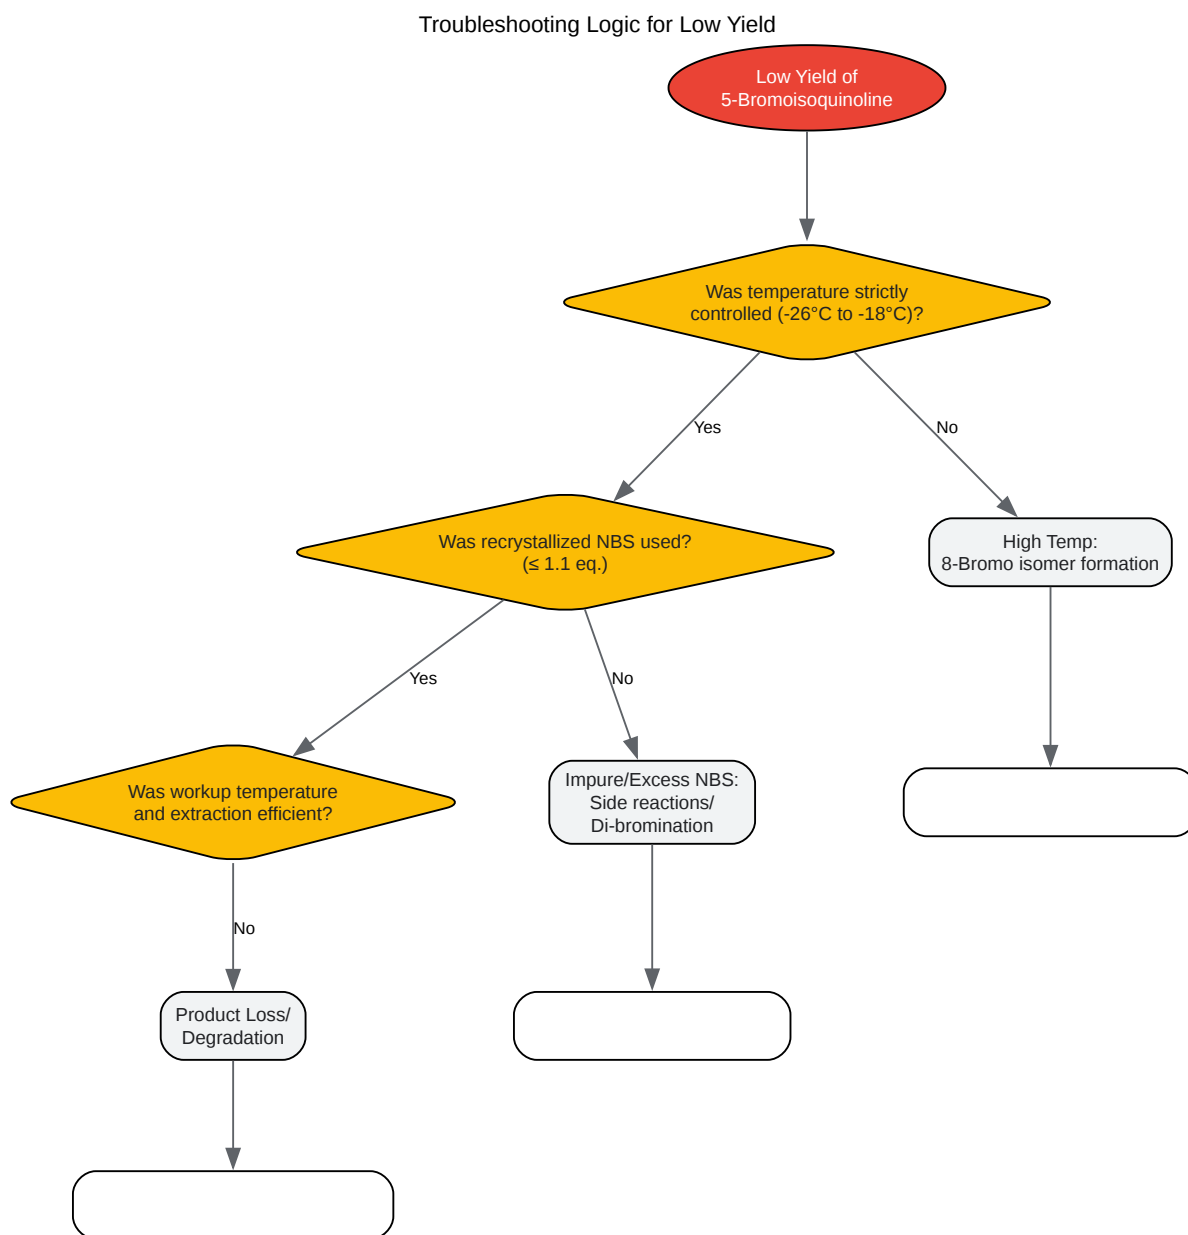 Troubleshooting Logic for Low Yield
Low Yield of
5-Bromoisoquinoline
Was temperature strictly
controlled (-26°C to -18°C)?
Yes
No
Was recrystallized NBS used?
(≤ 1.1 eq.)
High Temp:
8-Bromo isomer formation
Yes
No
Was workup temperature
and extraction efficient?
Impure/Excess NBS:
Side reactions/
Di-bromination
No
Product Loss/
Degradation